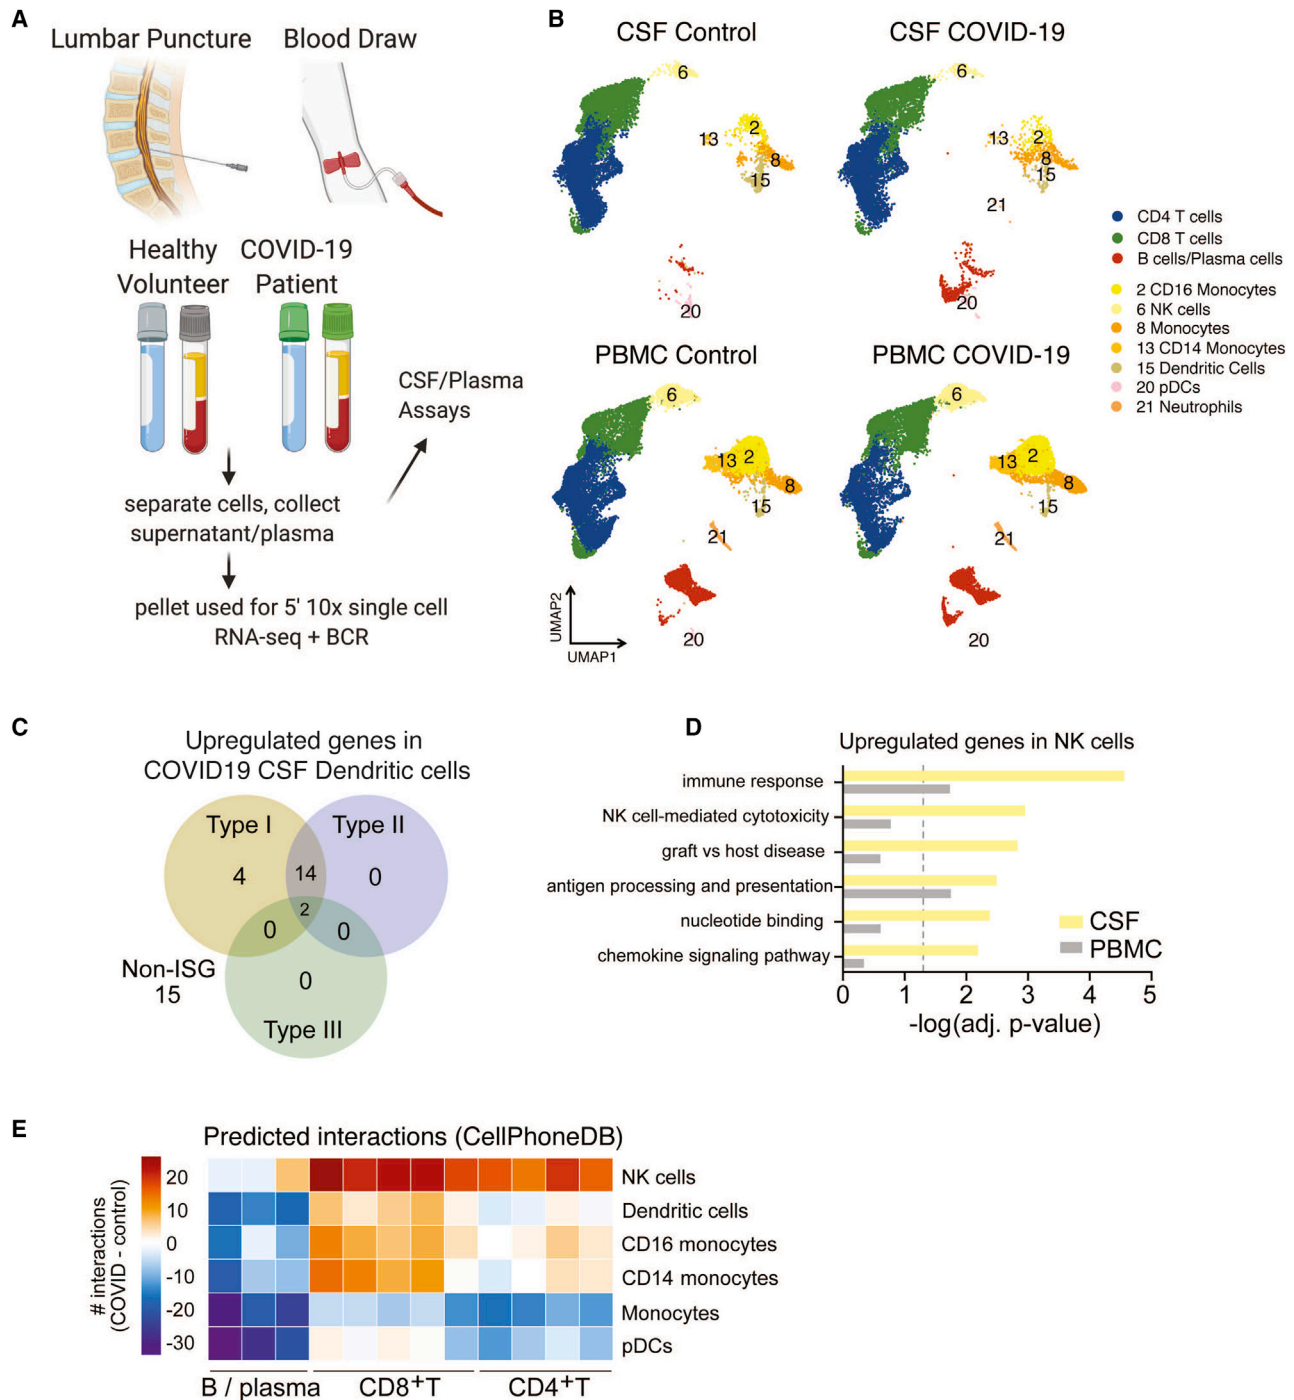 A
Lumbar Puncture
Blood Draw
Healthy
Volunteer
COVID-19
Patient
CSF/Plasma
Assays
separate cells, collect
supernatant/plasma
pellet used for 5' 10x single cell
RNA-seq + BCR
B
CSF Control
6
2
13
8
15
20
CSF COVID-19
6
13
2
8
15
21
20
CD4 T cells
CD8 T cells
B cells/Plasma cells
2 CD16 Monocytes
6 NK cells
8 Monocytes
13 CD14 Monocytes
15 Dendritic Cells
20 pDCs
21 Neutrophils
PBMC Control
6
13
2
8
15
21
20
UMAP2
UMAP1
PBMC COVID-19
6
13
2
8
15
21
20
C
Upregulated genes in
COVID19 CSF Dendritic cells
Type I
Type II
4
14
0
2
0
0
Non-ISG
15
0
Type III
D
Upregulated genes in NK cells
immune response
NK cell-mediated cytotoxicity
graft vs host disease
antigen processing and presentation
nucleotide binding
chemokine signaling pathway
CSF
PBMC
0
1
2
3
4
5
-log(adj. p-value)
E
Predicted interactions (CellPhoneDB)
# interactions
(COVID - control)
20
10
0
-10
-20
-30
NK cells
Dendritic cells
CD16 monocytes
CD14 monocytes
Monocytes
pDCs
B / plasma
CD8+T
CD4+T